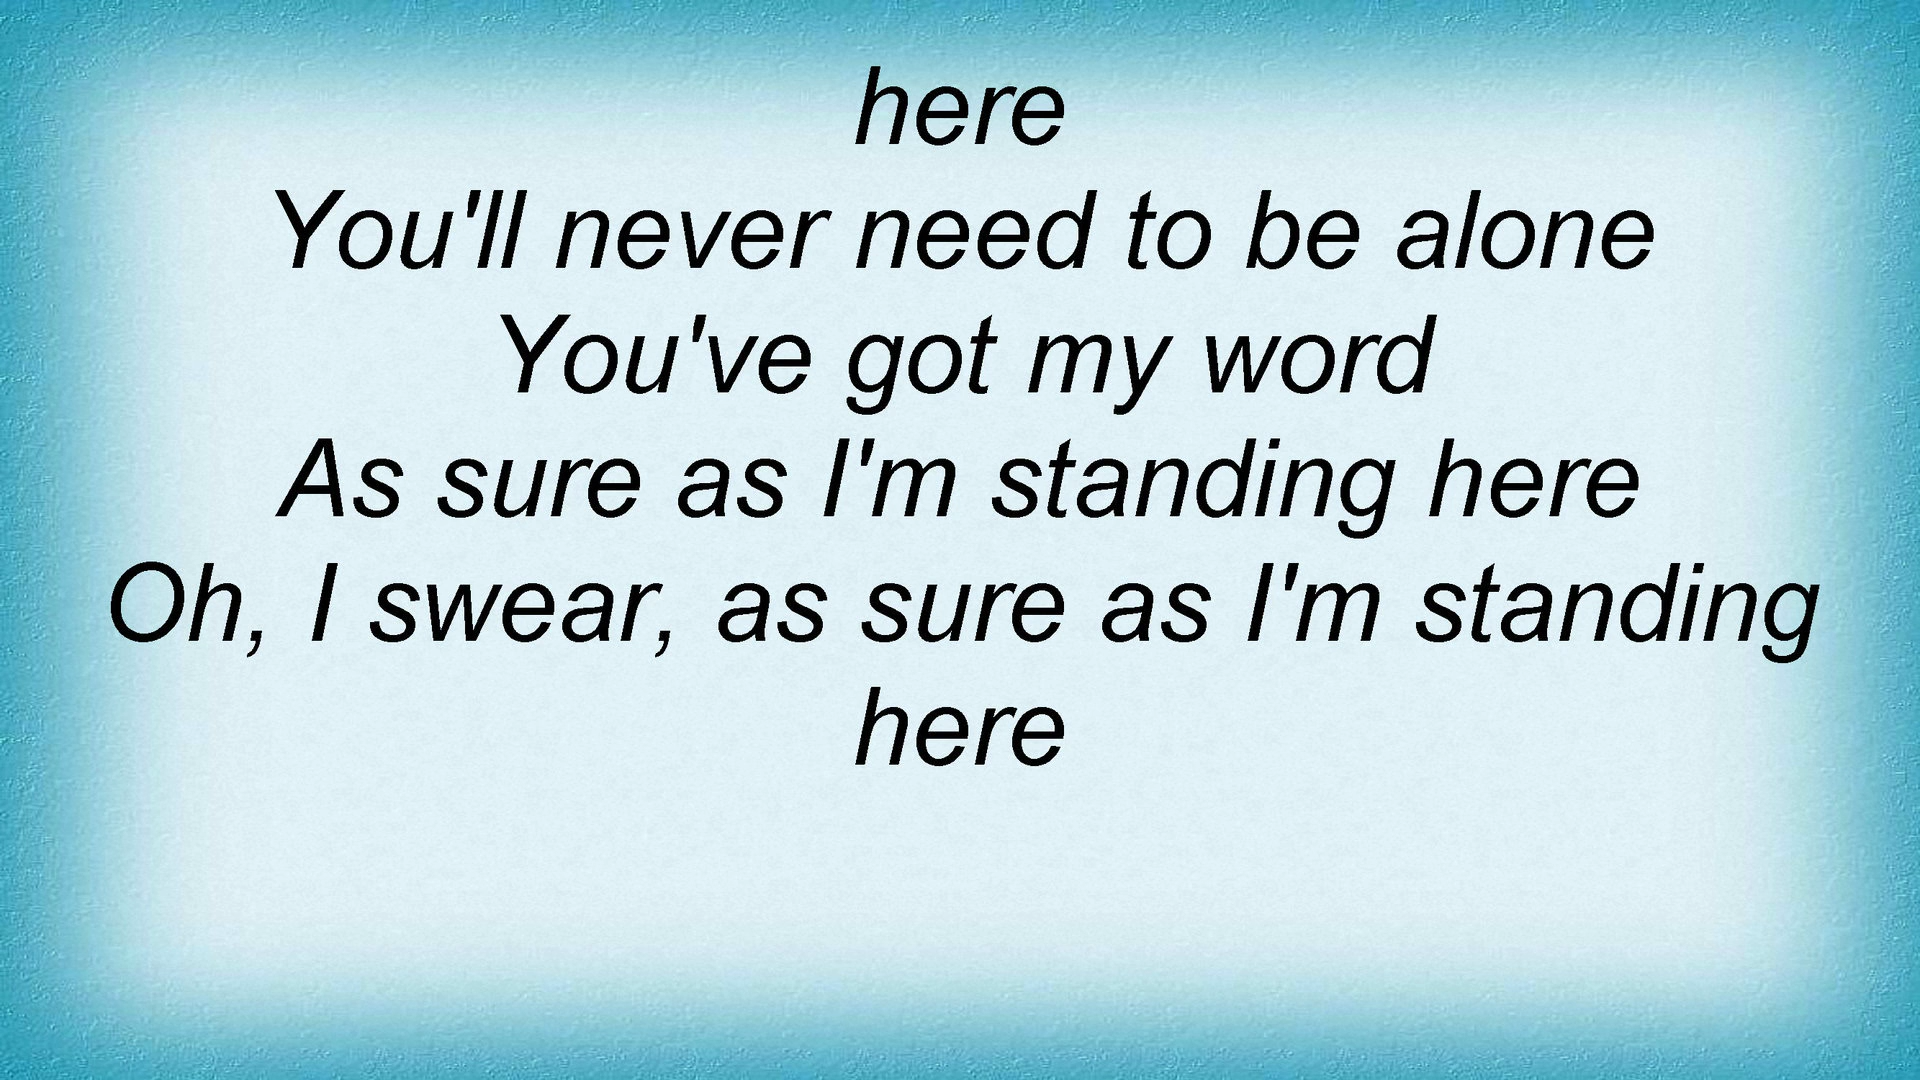 here
You'll never need to be alone
You've got my word
As sure as I'm standing here
Oh, I swear, as sure as I'm standing
here